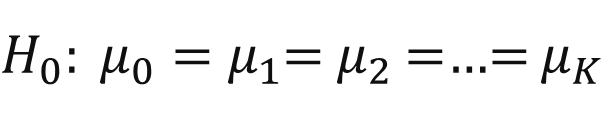 H₀: μ₀ = μ₁= μ₂ =...= μ_K